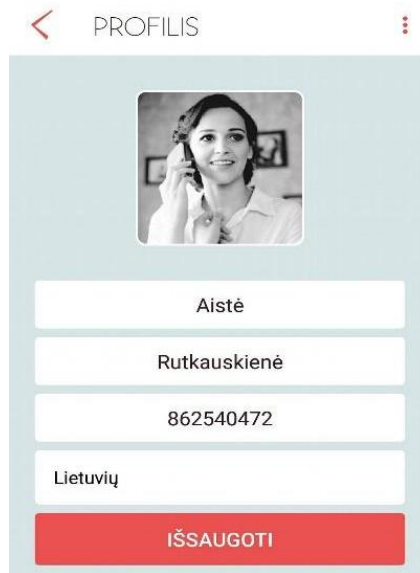 PROFILIS
Aistė
Rutkauskienė
862540472
Lietuvių
IŠSAUGOTI